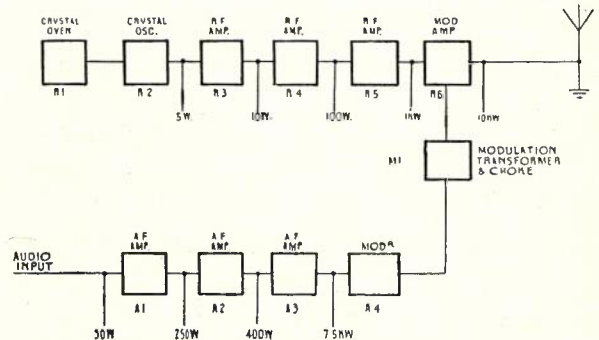 CRYSTAL
OVEN
CRYSTAL
OSC.
R.F
AMP.
R.F
AMP.
R.F
AMP.
MOD
AMP
R1
R2
R3
R4
R5
R6
5W.
10W.
100W.
1KW
10KW
M1
MODULATION
TRANSFORMER
& CHOKE
A.F
AMP.
A.F
AMP.
A.F
AMP
MODR
AUDIO
INPUT
A1
A2
A3
A4
30W
250W
400W
7.5KW